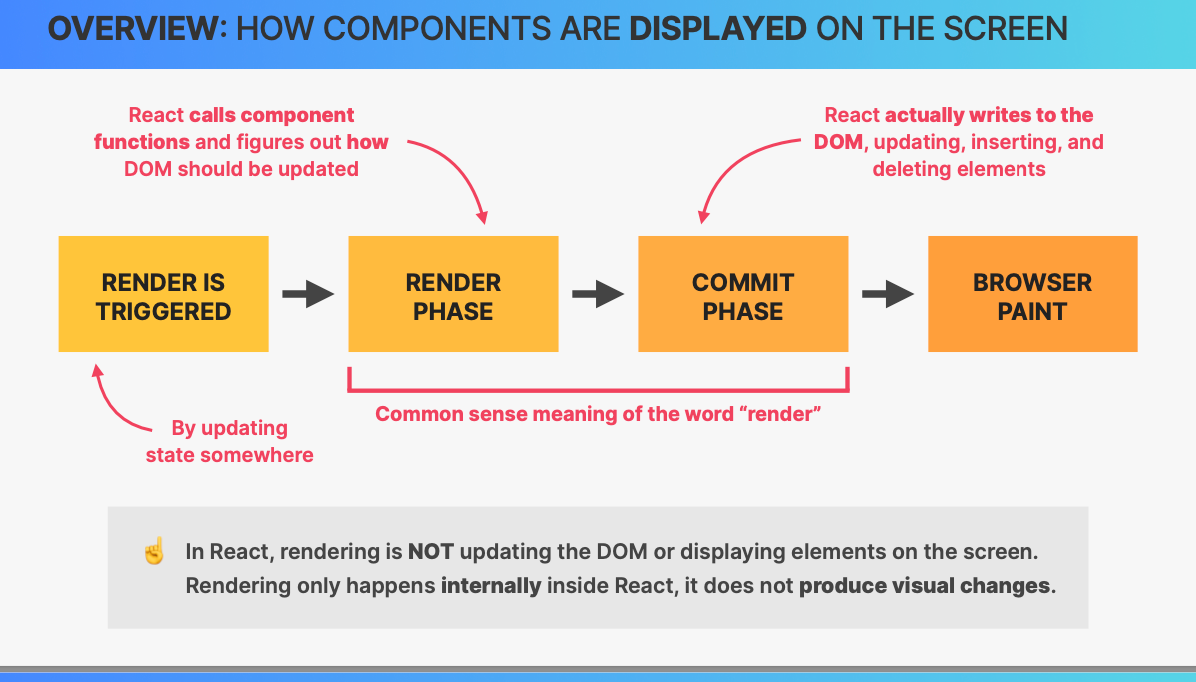 OVERVIEW: HOW COMPONENTS ARE DISPLAYED ON THE SCREEN
React calls component
functions and figures out how
DOM should be updated
React actually writes to the
DOM, updating, inserting, and
deleting elements
RENDER IS
TRIGGERED
RENDER
PHASE
COMMIT
PHASE
BROWSER
PAINT
By updating
state somewhere
Common sense meaning of the word “render”
☝️ In React, rendering is NOT updating the DOM or displaying elements on the screen.
Rendering only happens internally inside React, it does not produce visual changes.